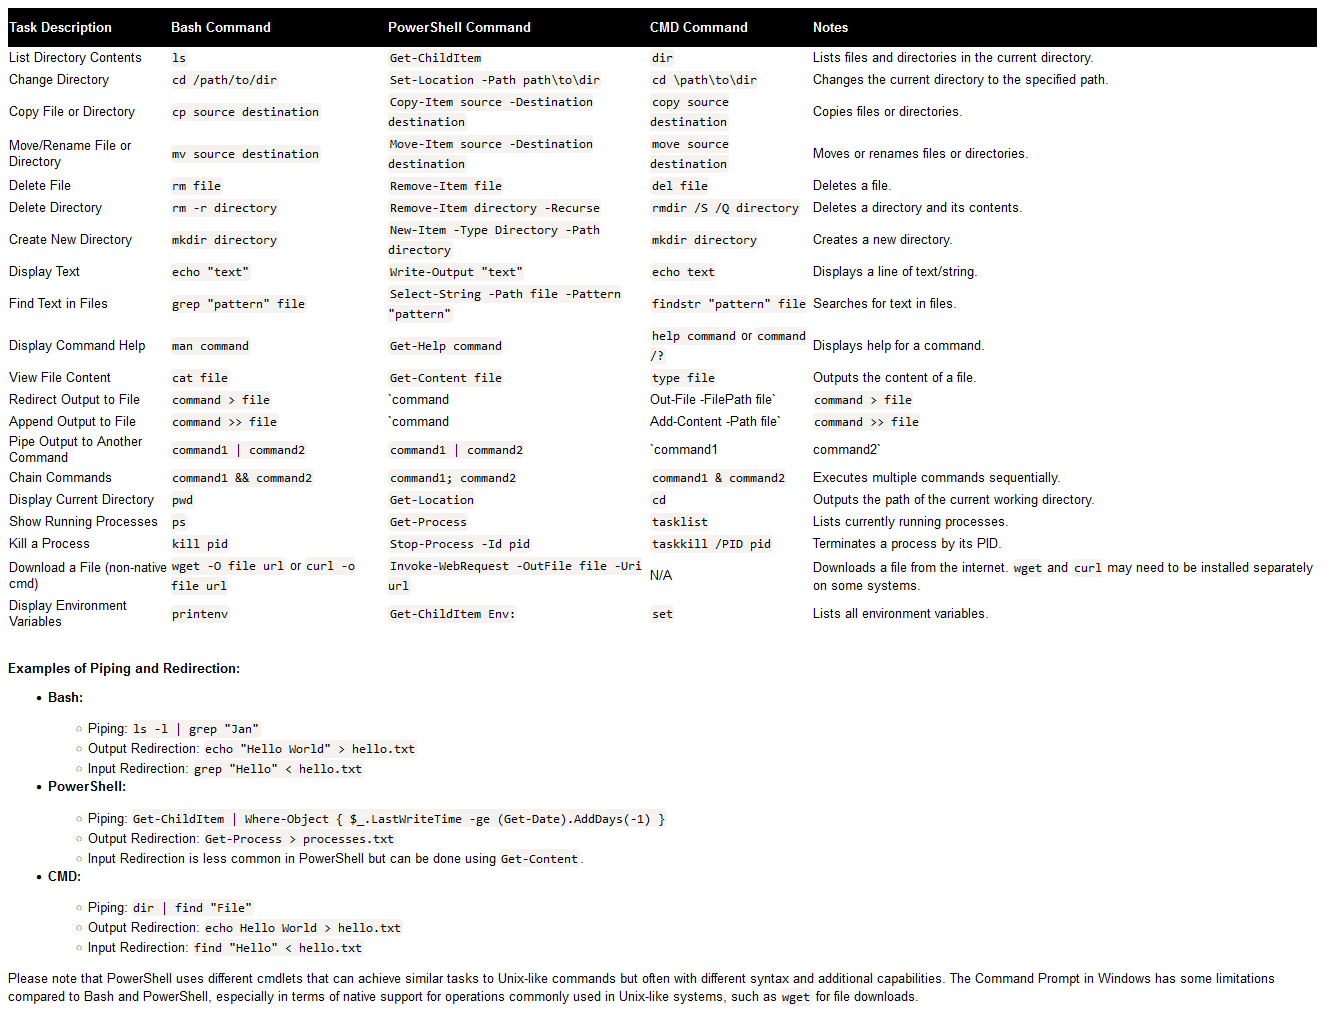 Task Description Bash Command PowerShell Command CMD Command Notes
List Directory Contents ls Get-ChildItem dir Lists files and directories in the current directory.
Change Directory cd /path/to/dir Set-Location -Path path\to\dir cd \path\to\dir Changes the current directory to the specified path.
Copy File or Directory cp source destination Copy-Item source -Destination destination copy source destination Copies files or directories.
Move/Rename File or Directory mv source destination Move-Item source -Destination destination move source destination Moves or renames files or directories.
Delete File rm file Remove-Item file del file Deletes a file.
Delete Directory rm -r directory Remove-Item directory -Recurse rmdir /S /Q directory Deletes a directory and its contents.
Create New Directory mkdir directory New-Item -Type Directory -Path directory mkdir directory Creates a new directory.
Display Text echo "text" Write-Output "text" echo text Displays a line of text/string.
Find Text in Files grep "pattern" file Select-String -Path file -Pattern "pattern" findstr "pattern" file Searches for text in files.
Display Command Help man command Get-Help command help command or command /? Displays help for a command.
View File Content cat file Get-Content file type file Outputs the content of a file.
Redirect Output to File command > file `command Out-File -FilePath file` command > file
Append Output to File command >> file `command Add-Content -Path file` command >> file
Pipe Output to Another Command command1 | command2 command1 | command2 `command1 command2`
Chain Commands command1 && command2 command1; command2 command1 & command2 Executes multiple commands sequentially.
Display Current Directory pwd Get-Location cd Outputs the path of the current working directory.
Show Running Processes ps Get-Process tasklist Lists currently running processes.
Kill a Process kill pid Stop-Process -Id pid taskkill /PID pid Terminates a process by its PID.
Download a File (non-native cmd) wget -O file url or curl -o file url Invoke-WebRequest -OutFile file -Uri url N/A Downloads a file from the internet. wget and curl may need to be installed separately on some systems.
Display Environment Variables printenv Get-ChildItem Env: set Lists all environment variables.
Examples of Piping and Redirection:
• Bash:
○ Piping: ls -l | grep "Jan"
○ Output Redirection: echo "Hello World" > hello.txt
○ Input Redirection: grep "Hello" < hello.txt
• PowerShell:
○ Piping: Get-ChildItem | Where-Object { $_.LastWriteTime -ge (Get-Date).AddDays(-1) }
○ Output Redirection: Get-Process > processes.txt
○ Input Redirection is less common in PowerShell but can be done using Get-Content.
• CMD:
○ Piping: dir | find "File"
○ Output Redirection: echo Hello World > hello.txt
○ Input Redirection: find "Hello" < hello.txt
Please note that PowerShell uses different cmdlets that can achieve similar tasks to Unix-like commands but often with different syntax and additional capabilities. The Command Prompt in Windows has some limitations
compared to Bash and PowerShell, especially in terms of native support for operations commonly used in Unix-like systems, such as wget for file downloads.